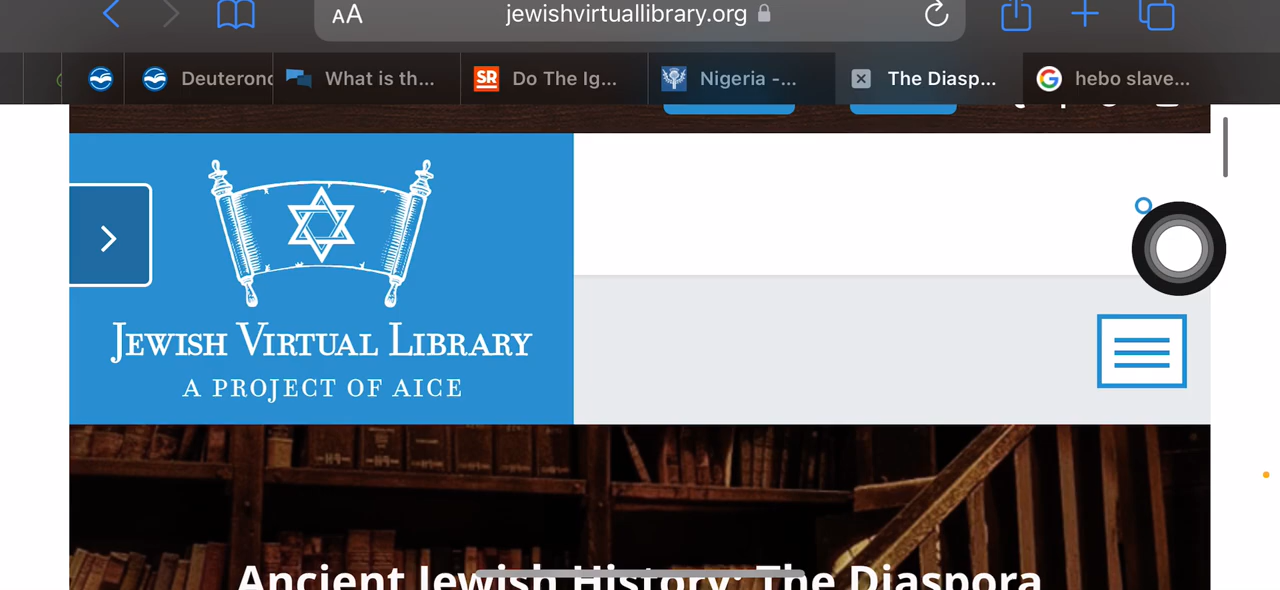 AA jewishvirtuallibrary.org
Deuteronc What is th... SR Do The Ig... Nigeria -... The Diasp... G hebo slave...
JEWISH VIRTUAL LIBRARY
A PROJECT OF AICE
Ancient Jewish History: The Diaspora